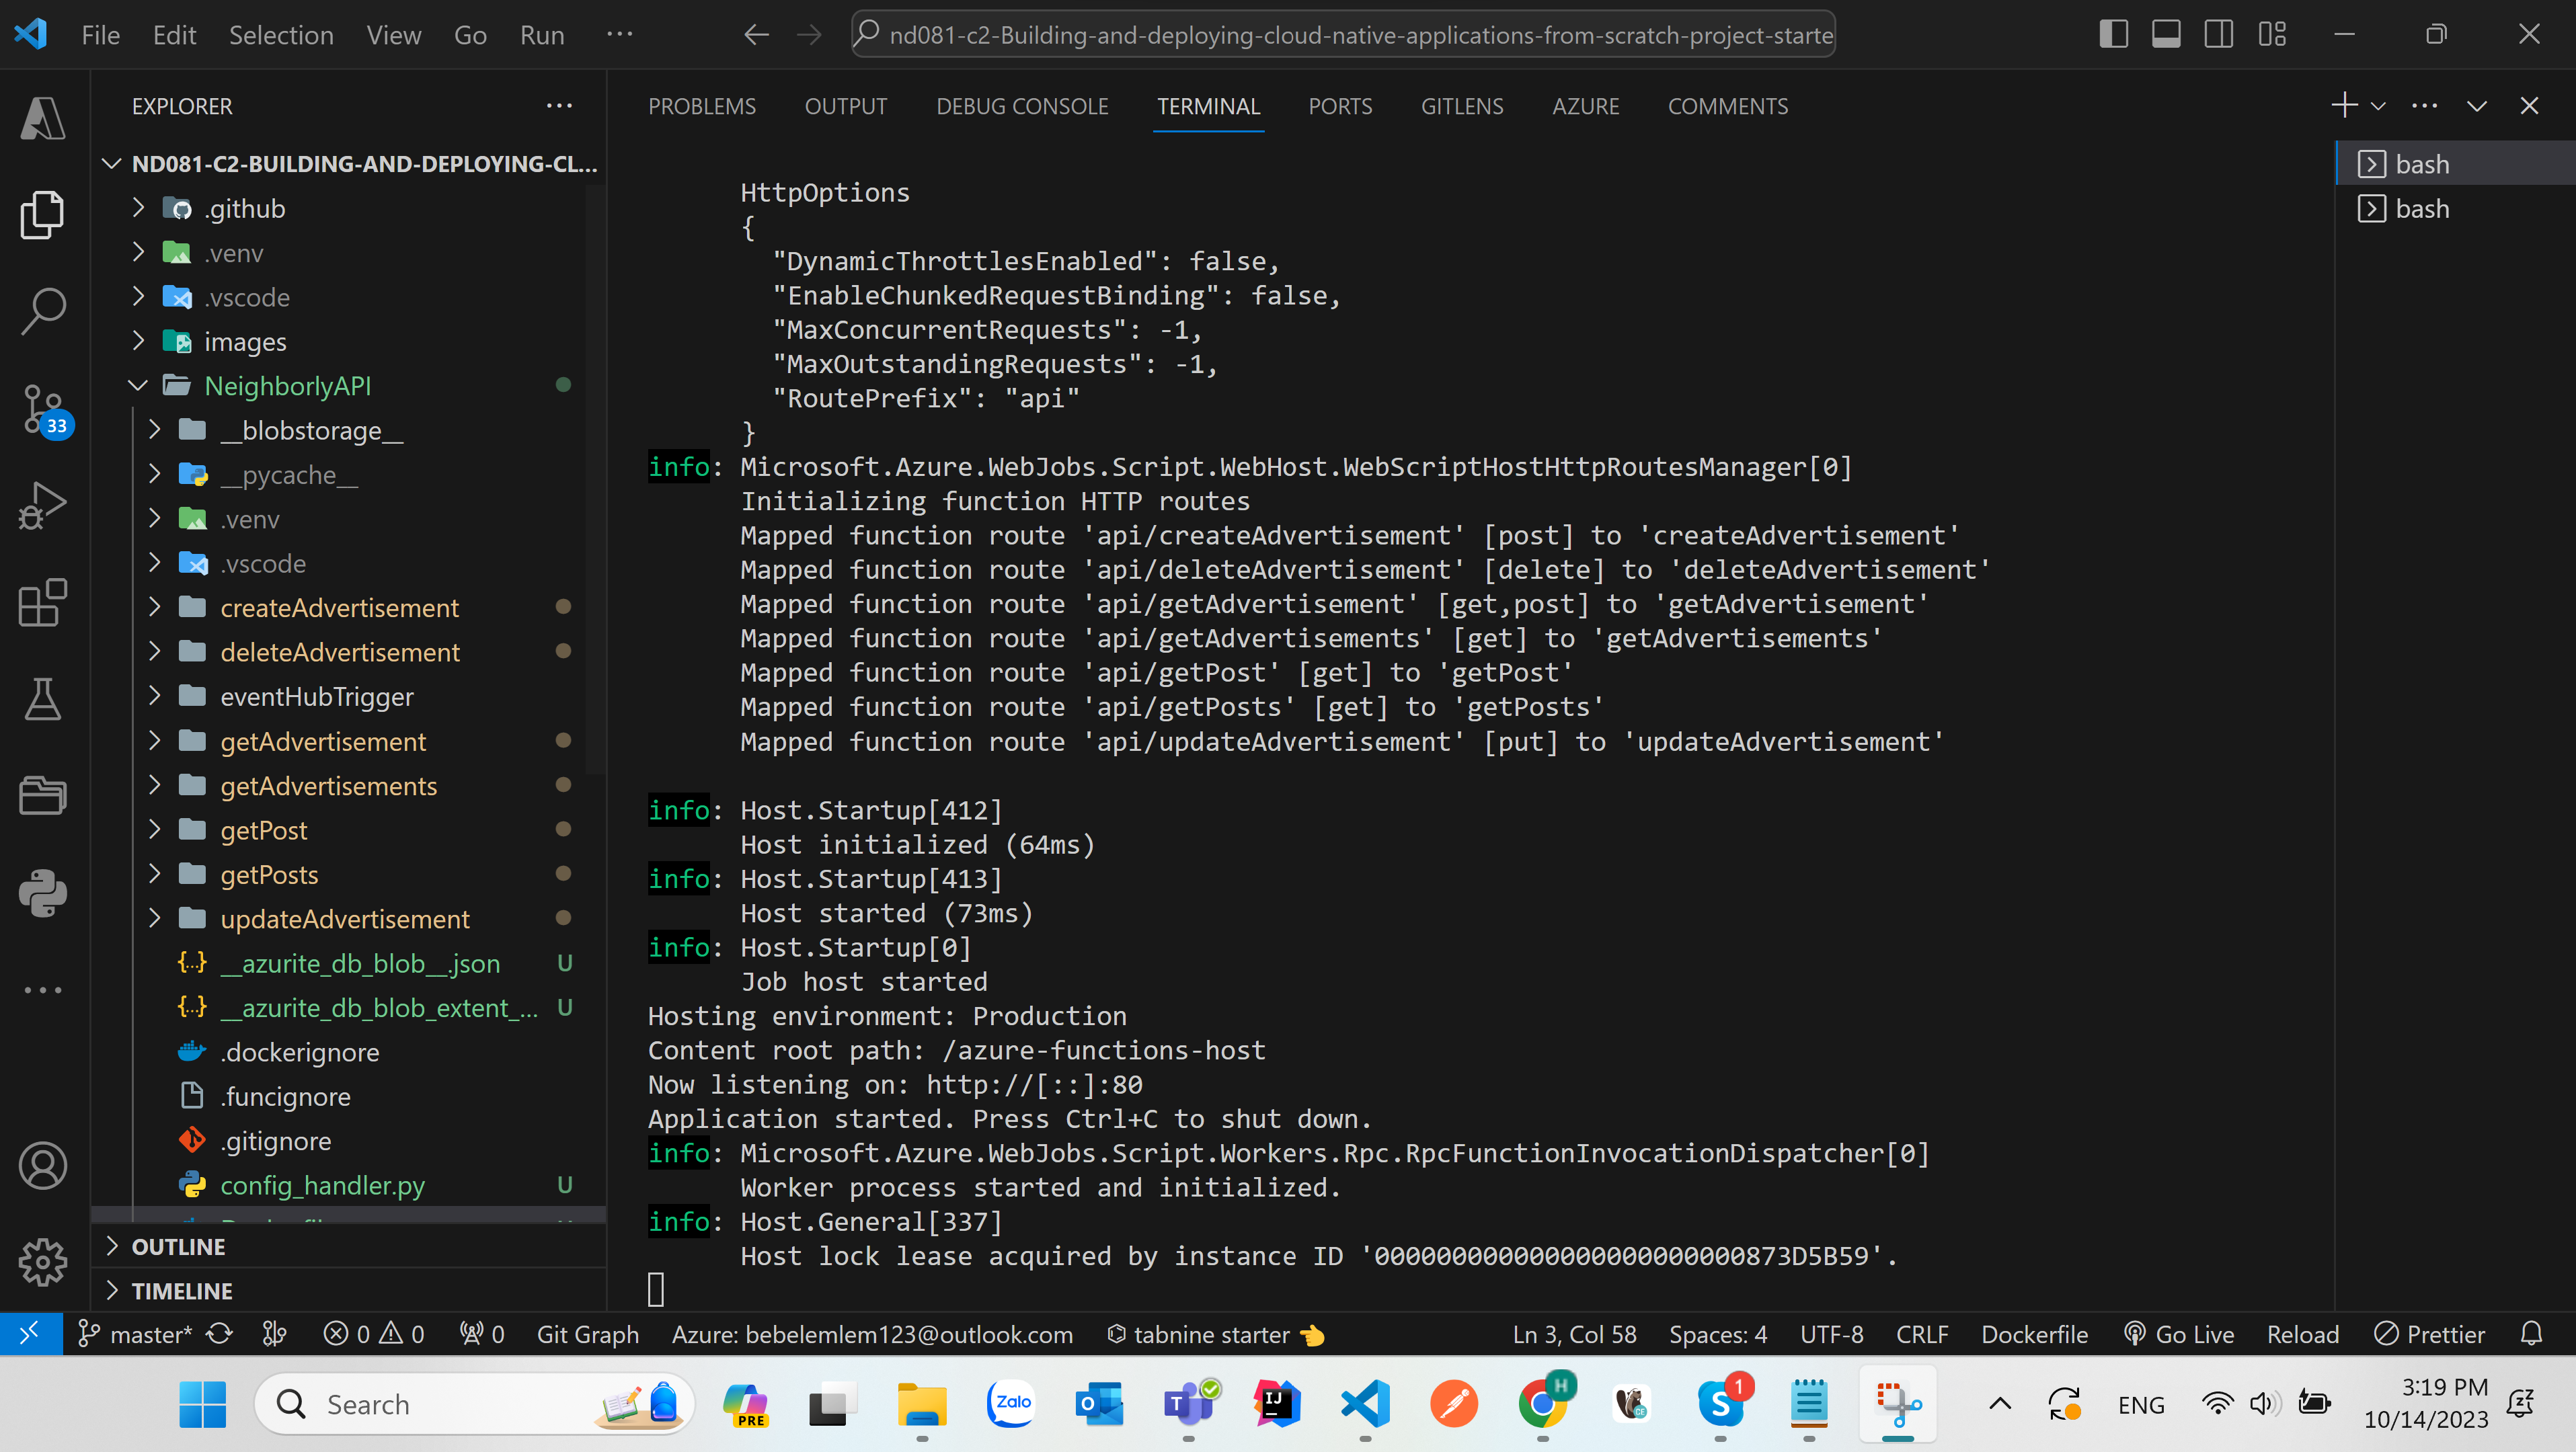 File Edit Selection View Go Run ···
nd081-c2-Building-and-deploying-cloud-native-applications-from-scratch-project-starte
EXPLORER
ND081-C2-BUILDING-AND-DEPLOYING-CL...
.github
.venv
.vscode
images
NeighborlyAPI
__blobstorage__
__pycache__
.venv
.vscode
createAdvertisement
deleteAdvertisement
eventHubTrigger
getAdvertisement
getAdvertisements
getPost
getPosts
updateAdvertisement
__azurite_db_blob__.json U
__azurite_db_blob_extent_... U
.dockerignore
.funcignore
.gitignore
config_handler.py U
OUTLINE
TIMELINE
33
PROBLEMS OUTPUT DEBUG CONSOLE TERMINAL PORTS GITLENS AZURE COMMENTS
HttpOptions
{
"DynamicThrottlesEnabled": false,
"EnableChunkedRequestBinding": false,
"MaxConcurrentRequests": -1,
"MaxOutstandingRequests": -1,
"RoutePrefix": "api"
}
info: Microsoft.Azure.WebJobs.Script.WebHost.WebScriptHostHttpRoutesManager[0]
Initializing function HTTP routes
Mapped function route 'api/createAdvertisement' [post] to 'createAdvertisement'
Mapped function route 'api/deleteAdvertisement' [delete] to 'deleteAdvertisement'
Mapped function route 'api/getAdvertisement' [get,post] to 'getAdvertisement'
Mapped function route 'api/getAdvertisements' [get] to 'getAdvertisements'
Mapped function route 'api/getPost' [get] to 'getPost'
Mapped function route 'api/getPosts' [get] to 'getPosts'
Mapped function route 'api/updateAdvertisement' [put] to 'updateAdvertisement'
info: Host.Startup[412]
Host initialized (64ms)
info: Host.Startup[413]
Host started (73ms)
info: Host.Startup[0]
Job host started
Hosting environment: Production
Content root path: /azure-functions-host
Now listening on: http://[::]:80
Application started. Press Ctrl+C to shut down.
info: Microsoft.Azure.WebJobs.Script.Workers.Rpc.RpcFunctionInvocationDispatcher[0]
Worker process started and initialized.
info: Host.General[337]
Host lock lease acquired by instance ID '000000000000000000000000873D5B59'.
bash
bash
master* 0 0 0 Git Graph Azure: bebelemlem123@outlook.com tabnine starter Ln 3, Col 58 Spaces: 4 UTF-8 CRLF Dockerfile Go Live Reload Prettier
Search PRE Zalo 1 ENG
3:19 PM
10/14/2023